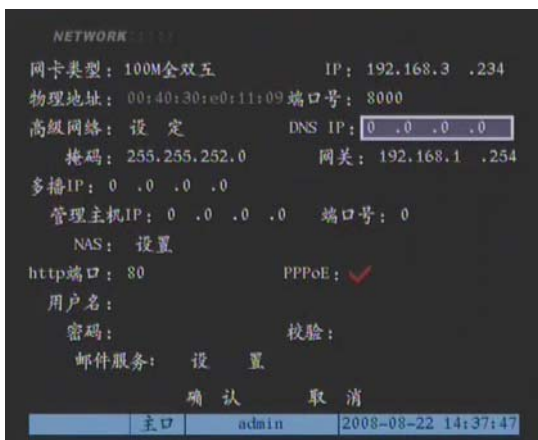 NETWORK
网卡类型：100M全双工 IP：192.168.3 .234
物理地址：00:40:30:e0:11:09 端口号：8000
高级网络：设 定 DNS IP：0 .0 .0 .0
掩码：255.255.252.0 网关：192.168.1 .254
多播IP：0 .0 .0 .0
管理主机IP：0 .0 .0 .0 端口号：0
NAS：设置
http端口：80 PPPoE：
用户名：
密码： 校验：
邮件服务： 设 置
确 认 取 消
主口 admin 2008-08-22 14:37:47